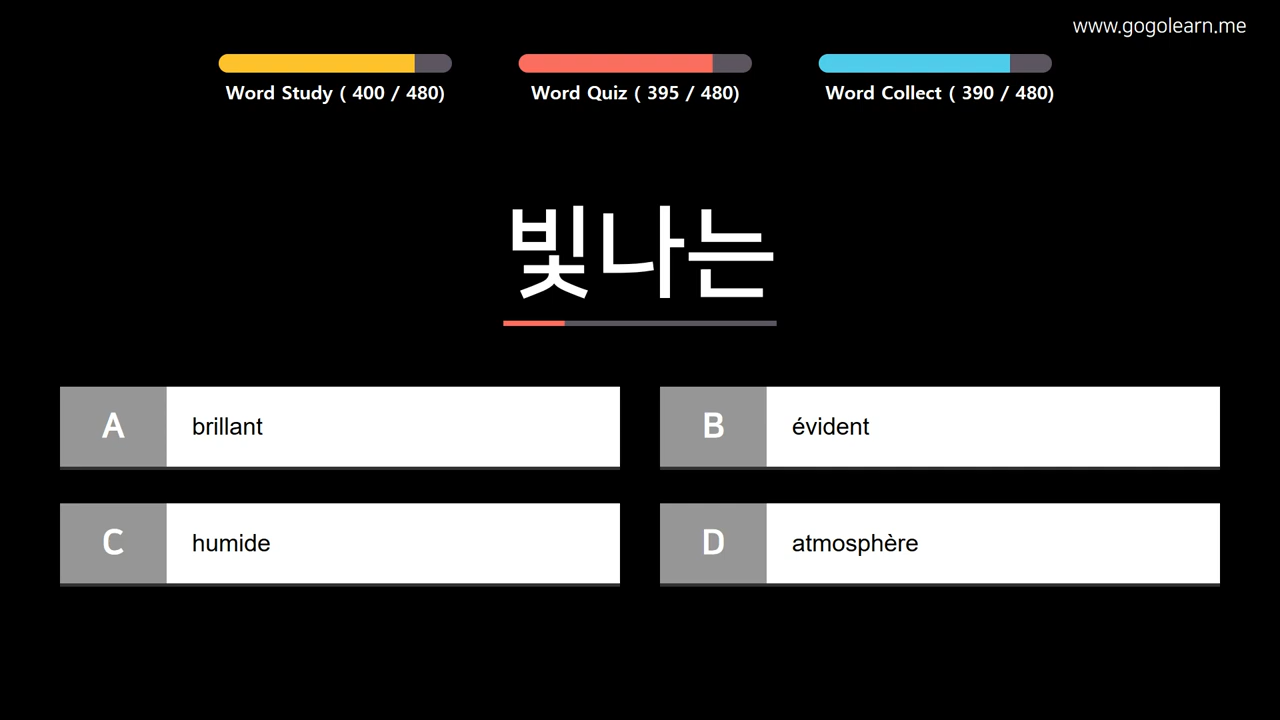 www.gogolearn.me
Word Study ( 400 / 480)
Word Quiz ( 395 / 480)
Word Collect ( 390 / 480)
빛나는
A brillant
B évident
C humide
D atmosphère